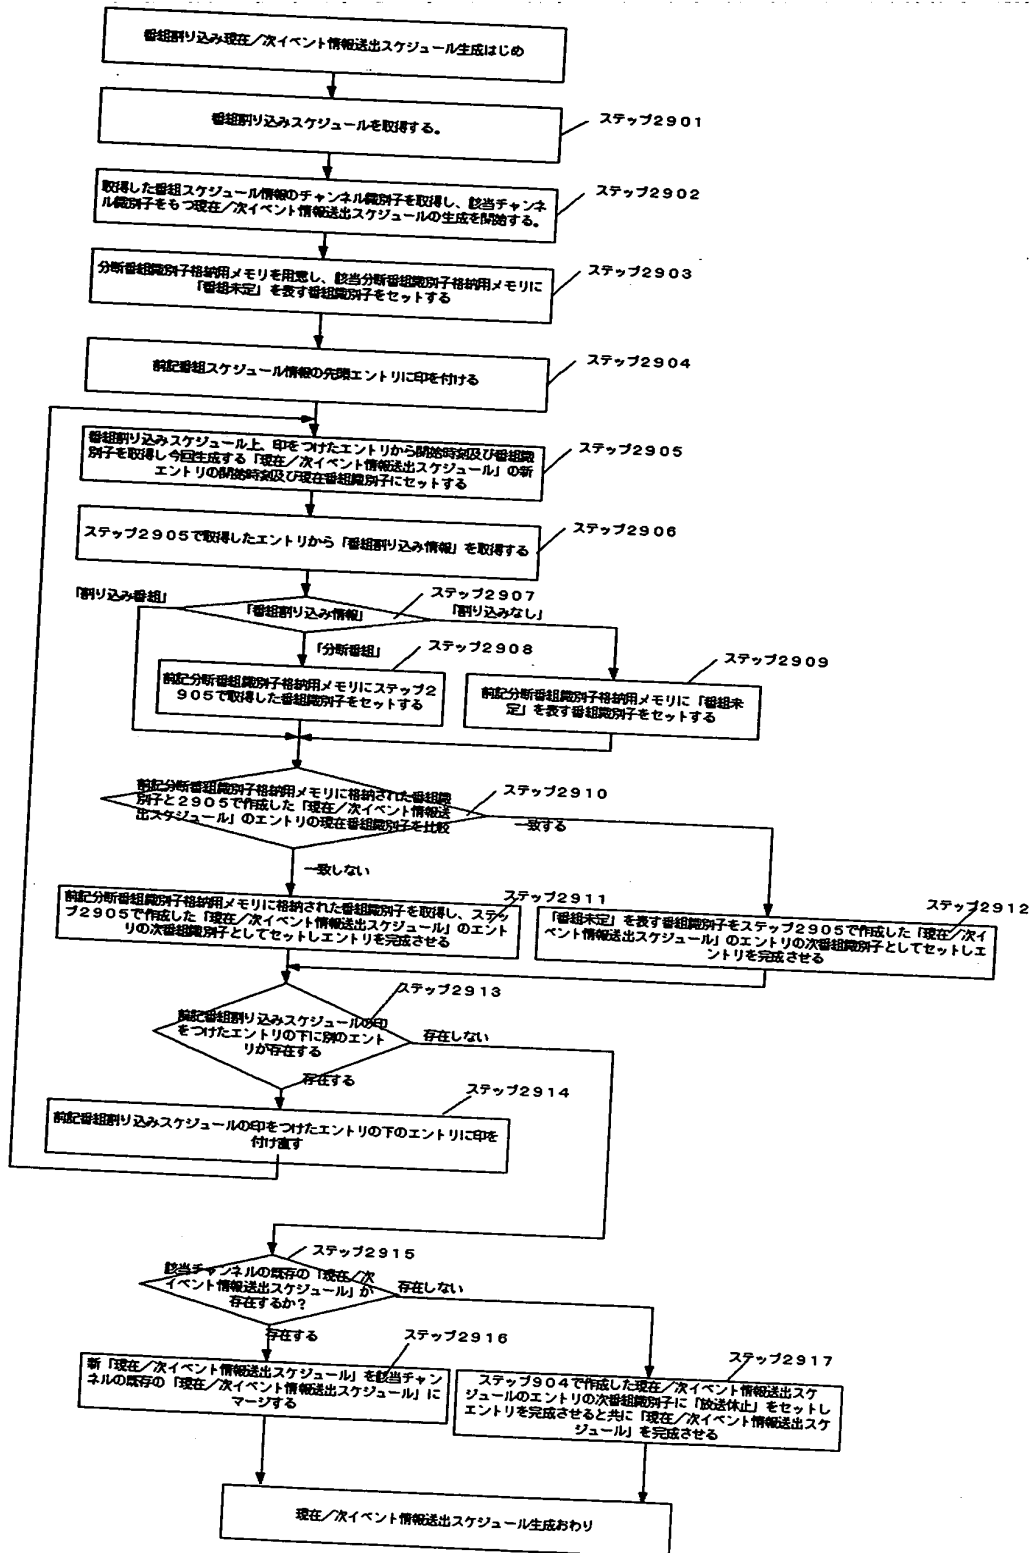 番組割り込み現在／次イベント情報送出スケジュール生成はじめ
番組割り込みスケジュールを取得する。
ステップ２９０１
取得した番組スケジュール情報のチャンネル識別子を取得し、該当チャンネ
ル識別子をもつ現在／次イベント情報送出スケジュールの生成を開始する。
ステップ２９０２
分断番組識別子格納用メモリを用意し、該当分断番組識別子格納用メモリに
「番組未定」を表す番組識別子をセットする
ステップ２９０３
前記番組スケジュール情報の先頭エントリに印を付ける
ステップ２９０４
番組割り込みスケジュール上、印をつけたエントリから開始時刻及び番組識
別子を取得し今回生成する「現在／次イベント情報送出スケジュール」の新
エントリの開始時刻及び現在番組識別子にセットする
ステップ２９０５
ステップ２９０５で取得したエントリから「番組割り込み情報」を取得する
ステップ２９０６
「番組割り込み情報」
ステップ２９０７
「割り込み番組」
「割り込みなし」
「分断番組」
ステップ２９０８
前記分断番組識別子格納用メモリにステップ２
９０５で取得した番組識別子をセットする
ステップ２９０９
前記分断番組識別子格納用メモリに「番組未
定」を表す番組識別子をセットする
前記分断番組識別子格納用メモリに格納された番組識
別子と２９０５で作成した「現在／次イベント情報送
出スケジュール」のエントリの現在番組識別子を比較
ステップ２９１０
一致する
一致しない
ステップ２９１１
前記分断番組識別子格納用メモリに格納された番組識別子を取得し、ステッ
プ２９０５で作成した「現在／次イベント情報送出スケジュール」のエント
リの次番組識別子としてセットしエントリを完成させる
ステップ２９１２
「番組未定」を表す番組識別子をステップ２９０５で作成した「現在／次イ
ベント情報送出スケジュール」のエントリの次番組識別子としてセットしエ
ントリを完成させる
ステップ２９１３
前記番組割り込みスケジュールの印
をつけたエントリの下に別のエント
リが存在する
存在しない
存在する
ステップ２９１４
前記番組割り込みスケジュールの印をつけたエントリの下のエントリに印を
付け直す
ステップ２９１５
該当チャンネルの既存の「現在／次
イベント情報送出スケジュール」が
存在するか？
存在しない
存在する
ステップ２９１６
新「現在／次イベント情報送出スケジュール」を該当チャン
ネルの既存の「現在／次イベント情報送出スケジュール」に
マージする
ステップ２９１７
ステップ９０４で作成した現在／次イベント情報送出スケ
ジュールのエントリの次番組識別子に「放送休止」をセットし
エントリを完成させると共に「現在／次イベント情報送出スケ
ジュール」を完成させる
現在／次イベント情報送出スケジュール生成おわり